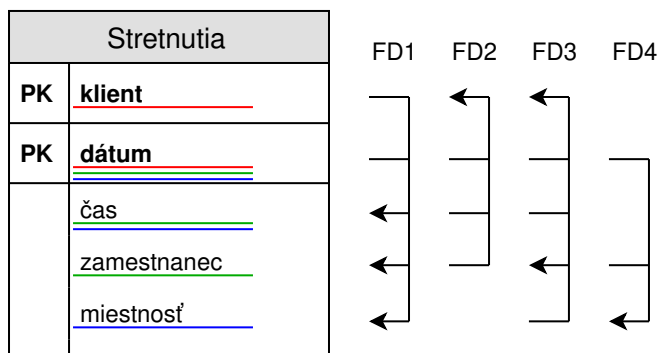 Stretnutia
FD1 FD2 FD3 FD4
PK klient
PK dátum
čas
zamestnanec
miestnosť